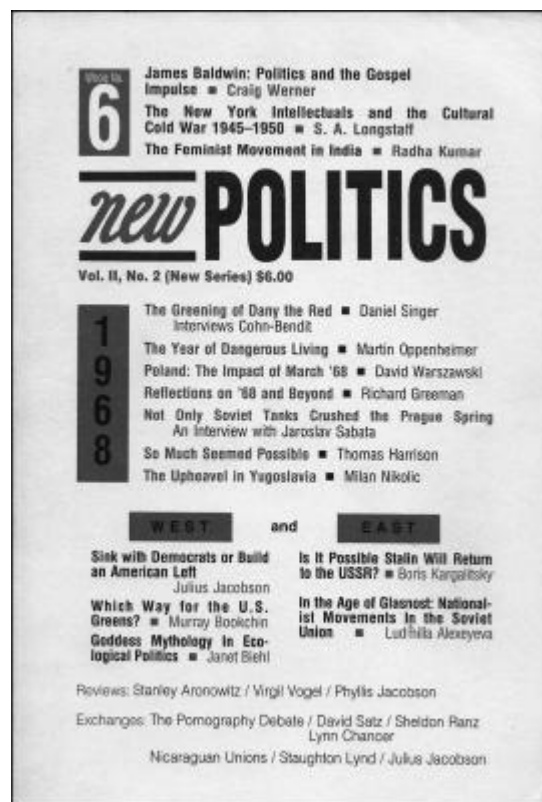 Whole No.
6
James Baldwin: Politics and the Gospel
Impulse ■ Craig Werner
The New York Intellectuals and the Cultural
Cold War 1945–1950 ■ S. A. Longstaff
The Feminist Movement in India ■ Radha Kumar
new POLITICS
Vol. II, No. 2 (New Series) $6.00
1968
The Greening of Dany the Red ■ Daniel Singer
Interviews Cohn-Bendit
The Year of Dangerous Living ■ Martin Oppenheimer
Poland: The Impact of March '68 ■ David Warszawski
Reflections on '68 and Beyond ■ Richard Greeman
Not Only Soviet Tanks Crushed the Prague Spring
An Interview with Jaroslav Sabata
So Much Seemed Possible ■ Thomas Harrison
The Upheavel in Yugoslavia ■ Milan Nikolic
WEST and EAST
Sink with Democrats or Build
an American Left
Julius Jacobson
Which Way for the U.S.
Greens? ■ Murray Bookchin
Goddess Mythology In Eco-
logical Politics ■ Janet Biehl
Is It Possible Stalin Will Return
to the USSR? ■ Boris Kargalitsky
In the Age of Glasnost: National-
ist Movements In the Soviet
Union ■ Ludmilla Alexeyeva
Reviews: Stanley Aronowitz / Virgil Vogel / Phyllis Jacobson
Exchanges: The Pornography Debate / David Satz / Sheldon Ranz
Lynn Chancer
Nicaraguan Unions / Staughton Lynd / Julius Jacobson